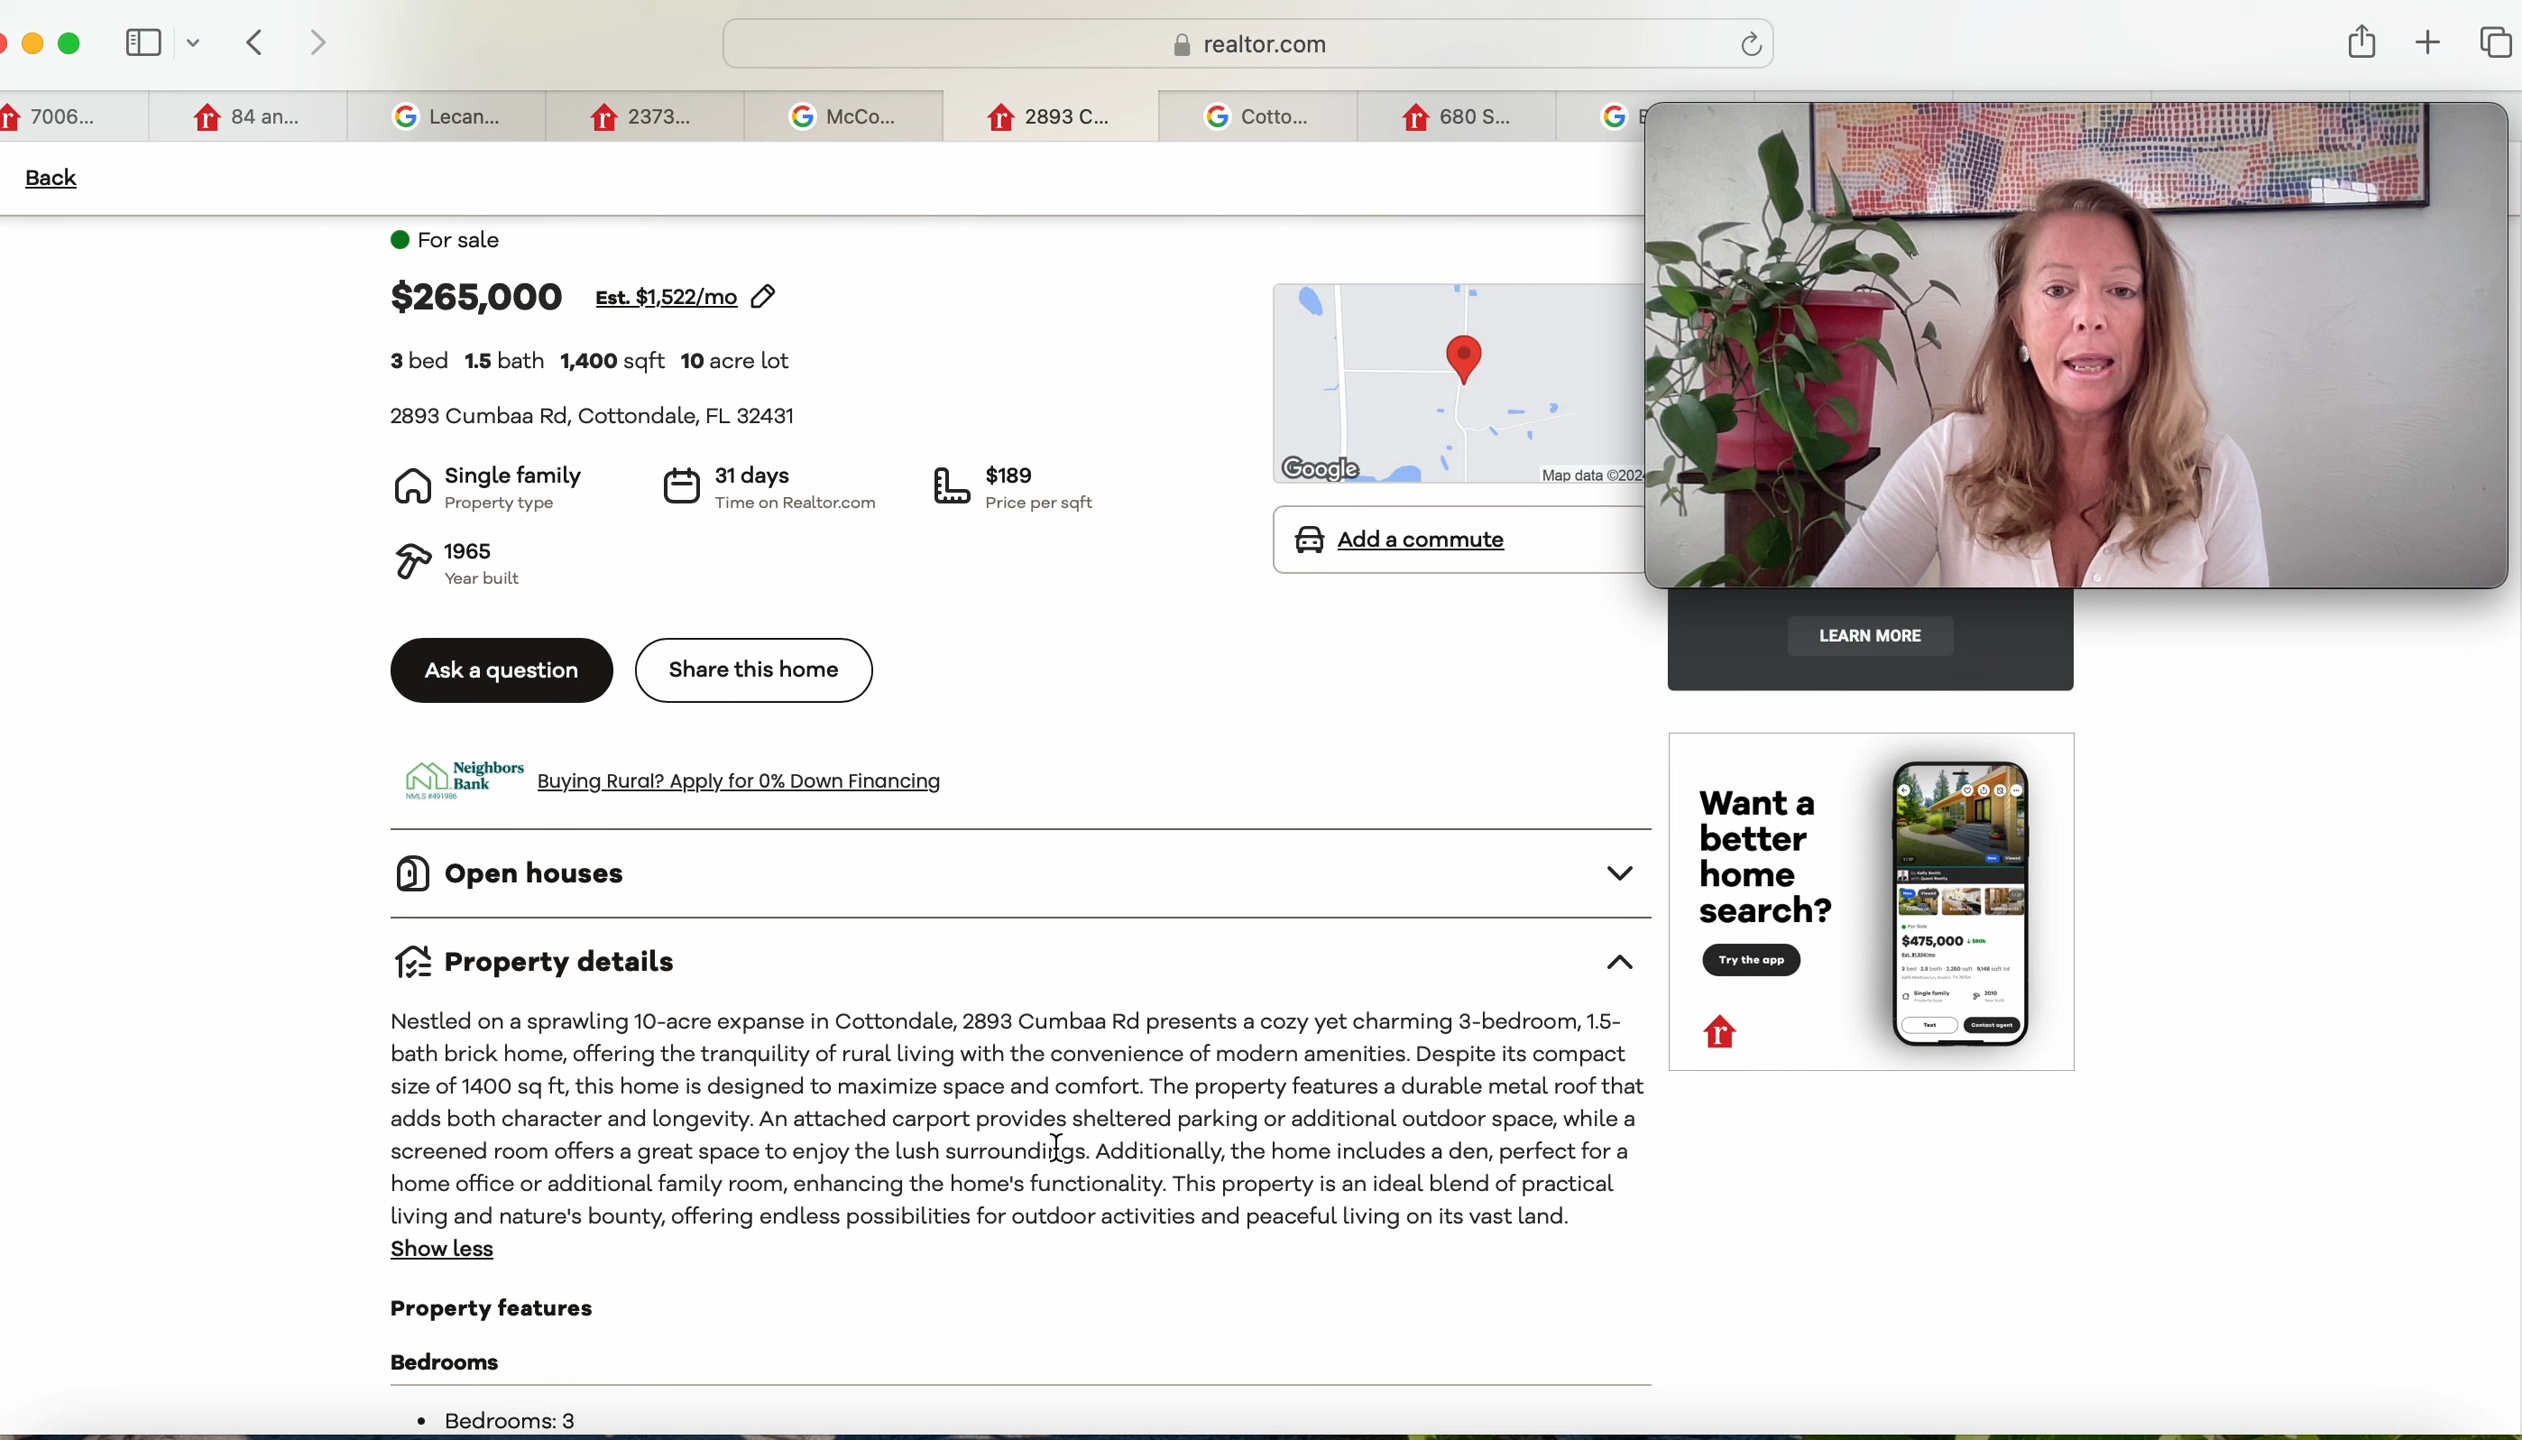 realtor.com
7006...
84 an...
Lecan...
2373...
McCo...
2893 C...
Cotto...
680 S...
Back
For sale
$265,000 Est. $1,522/mo
3 bed 1.5 bath 1,400 sqft 10 acre lot
2893 Cumbaa Rd, Cottondale, FL 32431
Single family
Property type
31 days
Time on Realtor.com
$189
Price per sqft
1965
Year built
Google
Map data ©202
Add a commute
Ask a question
Share this home
LEARN MORE
Neighbors
Bank
NMLS #491986
Buying Rural? Apply for 0% Down Financing
Open houses
Property details
Nestled on a sprawling 10-acre expanse in Cottondale, 2893 Cumbaa Rd presents a cozy yet charming 3-bedroom, 1.5-
bath brick home, offering the tranquility of rural living with the convenience of modern amenities. Despite its compact
size of 1400 sq ft, this home is designed to maximize space and comfort. The property features a durable metal roof that
adds both character and longevity. An attached carport provides sheltered parking or additional outdoor space, while a
screened room offers a great space to enjoy the lush surroundings. Additionally, the home includes a den, perfect for a
home office or additional family room, enhancing the home's functionality. This property is an ideal blend of practical
living and nature's bounty, offering endless possibilities for outdoor activities and peaceful living on its vast land.
Show less
Property features
Bedrooms
• Bedrooms: 3
Want a
better
home
search?
Try the app
r
For Sale
$475,000
Single family
Text
Contact agent